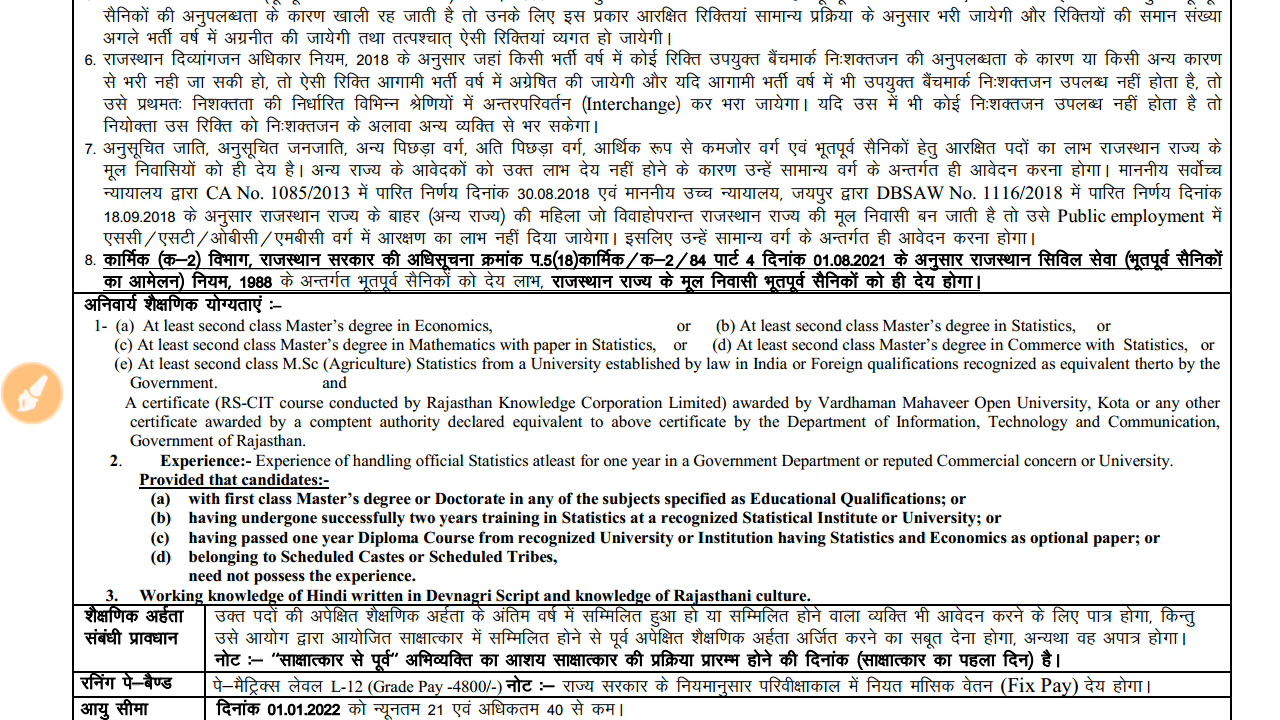 सैनिकों की अनुपलब्धता के कारण खाली रह जाती है तो उनके लिए इस प्रकार आरक्षित रिक्तियां सामान्य प्रक्रिया के अनुसार भरी जायेगी और रिक्तियों की समान संख्या
अगले भर्ती वर्ष में अग्रनीत की जायेगी तथा तत्पश्चात् ऐसी रिक्तियां व्यगत हो जायेगी।
6. राजस्थान दिव्यांगजन अधिकार नियम, 2018 के अनुसार जहां किसी भर्ती वर्ष में कोई रिक्ति उपयुक्त बैंचमार्क निःशक्तजन की अनुपलब्धता के कारण या किसी अन्य कारण
से भरी नही जा सकी हो, तो ऐसी रिक्ति आगामी भर्ती वर्ष में अग्रेषित की जायेगी और यदि आगामी भर्ती वर्ष में भी उपयुक्त बैंचमार्क निःशक्तजन उपलब्ध नहीं होता है, तो
उसे प्रथमतः निशक्तता की निर्धारित विभिन्न श्रेणियों में अन्तरपरिवर्तन (Interchange) कर भरा जायेगा। यदि उस में भी कोई निःशक्तजन उपलब्ध नहीं होता है तो
नियोक्ता उस रिक्ति को निःशक्तजन के अलावा अन्य व्यक्ति से भर सकेगा।
7. अनुसूचित जाति, अनुसूचित जनजाति, अन्य पिछड़ा वर्ग, अति पिछड़ा वर्ग, आर्थिक रूप से कमजोर वर्ग एवं भूतपूर्व सैनिकों हेतु आरक्षित पदों का लाभ राजस्थान राज्य के
मूल निवासियों को ही देय है। अन्य राज्य के आवेदकों को उक्त लाभ देय नहीं होने के कारण उन्हें सामान्य वर्ग के अन्तर्गत ही आवेदन करना होगा। माननीय सर्वोच्च
न्यायालय द्वारा CA No. 1085/2013 में पारित निर्णय दिनांक 30.08.2018 एवं माननीय उच्च न्यायालय, जयपुर द्वारा DBSAW No. 1116/2018 में पारित निर्णय दिनांक
18.09.2018 के अनुसार राजस्थान राज्य के बाहर (अन्य राज्य) की महिला जो विवाहोपरान्त राजस्थान राज्य की मूल निवासी बन जाती है तो उसे Public employment में
एससी/एसटी/ओबीसी/एमबीसी वर्ग में आरक्षण का लाभ नहीं दिया जायेगा। इसलिए उन्हें सामान्य वर्ग के अन्तर्गत ही आवेदन करना होगा।
8. कार्मिक (क–2) विभाग, राजस्थान सरकार की अधिसूचना क्रमांक प.5(18)कार्मिक/क–2/84 पार्ट 4 दिनांक 01.08.2021 के अनुसार राजस्थान सिविल सेवा (भूतपूर्व सैनिकों
का आमेलन) नियम, 1988 के अन्तर्गत भूतपूर्व सैनिकों को देय लाभ, राजस्थान राज्य के मूल निवासी भूतपूर्व सैनिकों को ही देय होगा।
अनिवार्य शैक्षणिक योग्यताएं :–
1- (a) At least second class Master’s degree in Economics, or (b) At least second class Master’s degree in Statistics, or
(c) At least second class Master’s degree in Mathematics with paper in Statistics, or (d) At least second class Master’s degree in Commerce with Statistics, or
(e) At least second class M.Sc (Agriculture) Statistics from a University established by law in India or Foreign qualifications recognized as equivalent therto by the
Government. and
A certificate (RS-CIT course conducted by Rajasthan Knowledge Corporation Limited) awarded by Vardhaman Mahaveer Open University, Kota or any other
certificate awarded by a comptent authority declared equivalent to above certificate by the Department of Information, Technology and Communication,
Government of Rajasthan.
2. Experience:- Experience of handling official Statistics atleast for one year in a Government Department or reputed Commercial concern or University.
Provided that candidates:-
(a) with first class Master’s degree or Doctorate in any of the subjects specified as Educational Qualifications; or
(b) having undergone successfully two years training in Statistics at a recognized Statistical Institute or University; or
(c) having passed one year Diploma Course from recognized University or Institution having Statistics and Economics as optional paper; or
(d) belonging to Scheduled Castes or Scheduled Tribes,
need not possess the experience.
3. Working knowledge of Hindi written in Devnagri Script and knowledge of Rajasthani culture.
शैक्षणिक अर्हता संबंधी प्रावधान
उक्त पदों की अपेक्षित शैक्षणिक अर्हता के अंतिम वर्ष में सम्मिलित हुआ हो या सम्मिलित होने वाला व्यक्ति भी आवेदन करने के लिए पात्र होगा, किन्तु
उसे आयोग द्वारा आयोजित साक्षात्कार में सम्मिलित होने से पूर्व अपेक्षित शैक्षणिक अर्हता अर्जित करने का सबूत देना होगा, अन्यथा वह अपात्र होगा।
नोट :– “साक्षात्कार से पूर्व“ अभिव्यक्ति का आशय साक्षात्कार की प्रक्रिया प्रारम्भ होने की दिनांक (साक्षात्कार का पहला दिन) है।
रनिंग पे–बैण्ड पे–मैट्रिक्स लेवल L-12 (Grade Pay -4800/-) नोट :– राज्य सरकार के नियमानुसार परिवीक्षाकाल में नियत मासिक वेतन (Fix Pay) देय होगा।
आयु सीमा दिनांक 01.01.2022 को न्यूनतम 21 एवं अधिकतम 40 से कम।